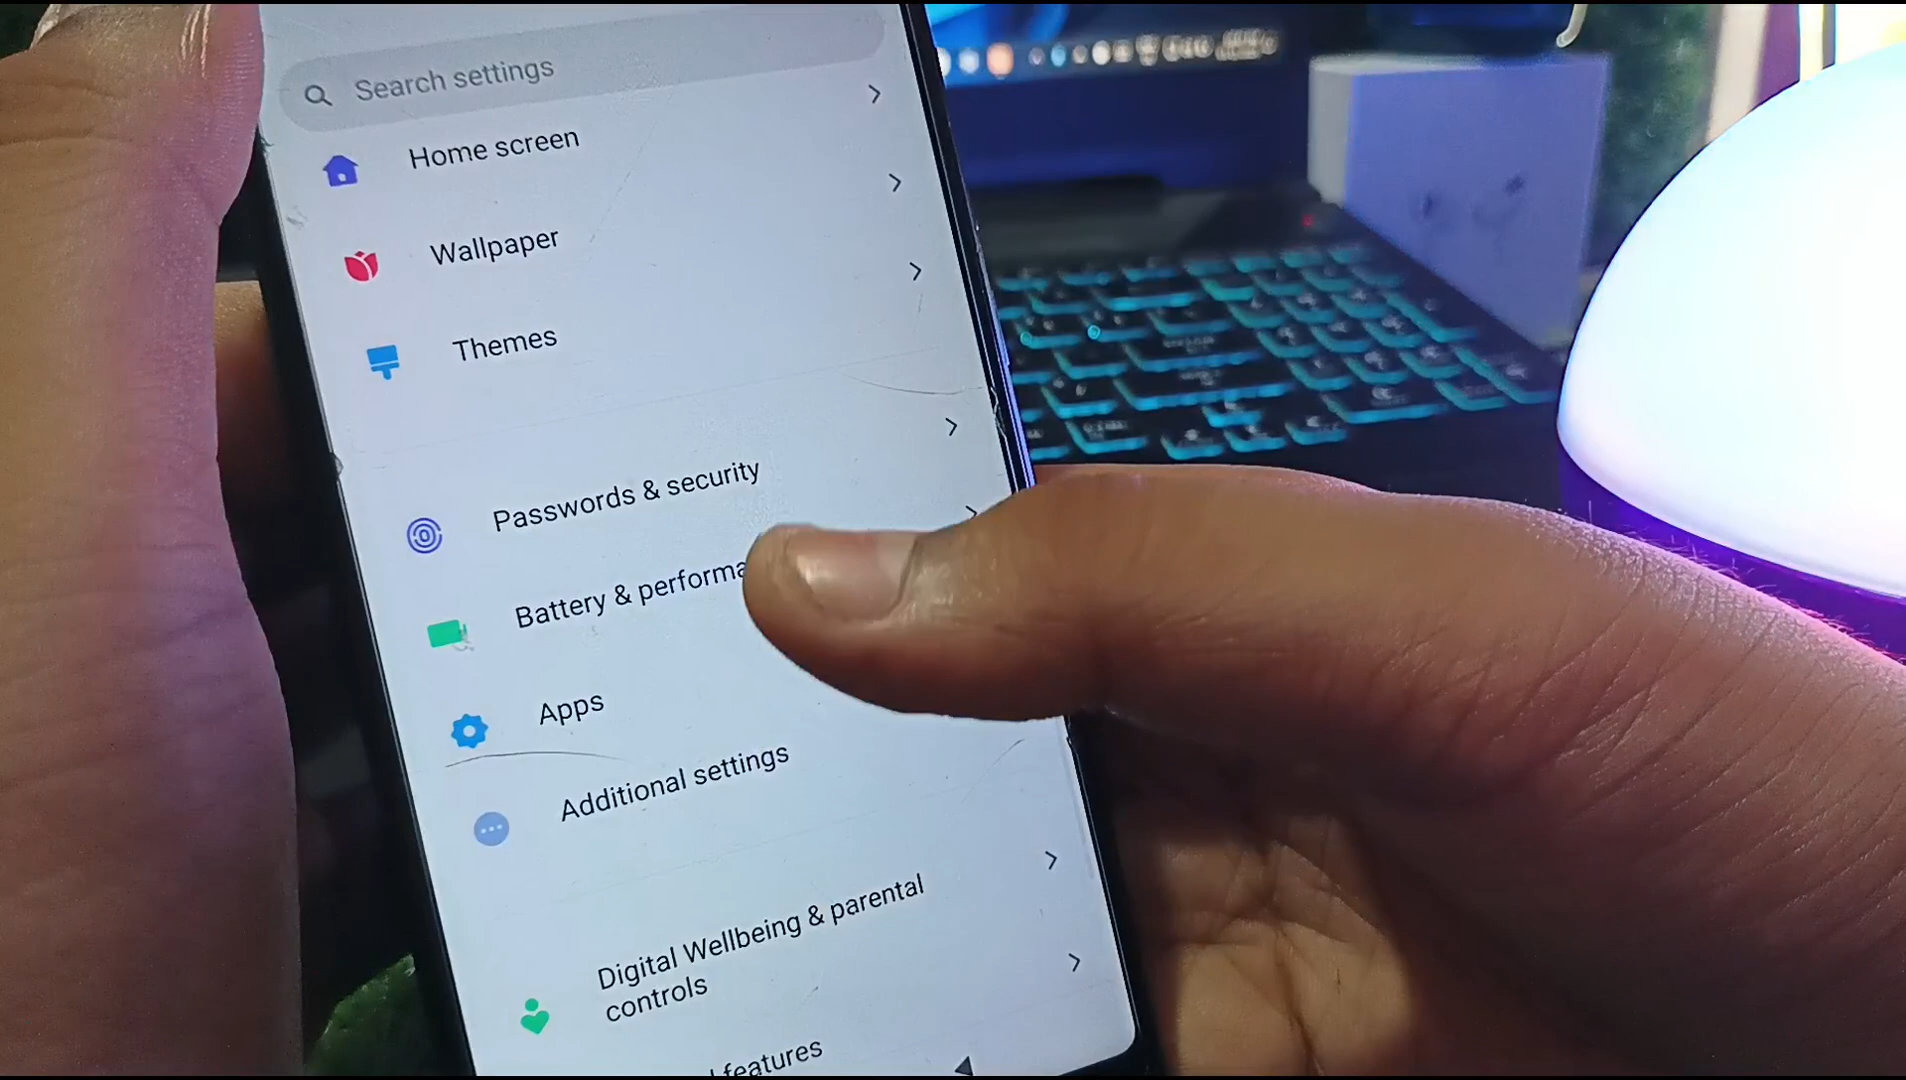 Search settings
Home screen
Wallpaper
Themes
Passwords & security
Battery & performa
Apps
Additional settings
Digital Wellbeing & parental
controls
features